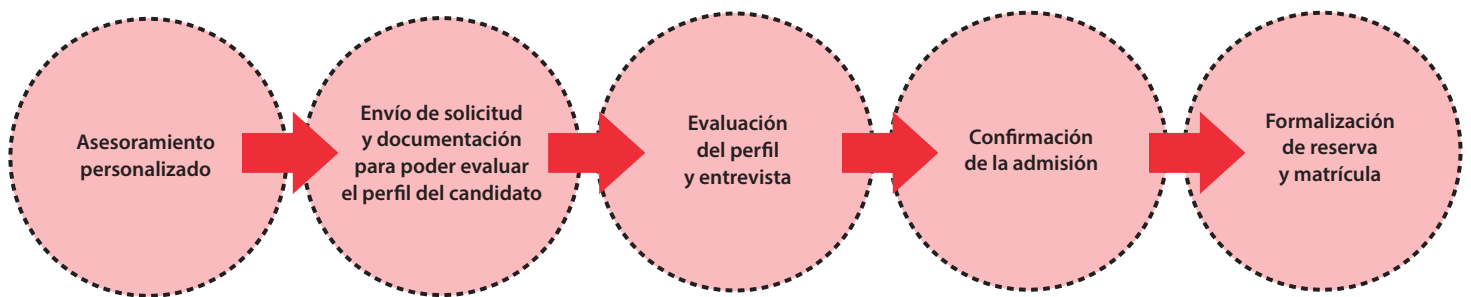 Asesoramiento
personalizado
Envío de solicitud
y documentación
para poder evaluar
el perfil del candidato
Evaluación
del perfil
y entrevista
Confirmación
de la admisión
Formalización
de reserva
y matrícula